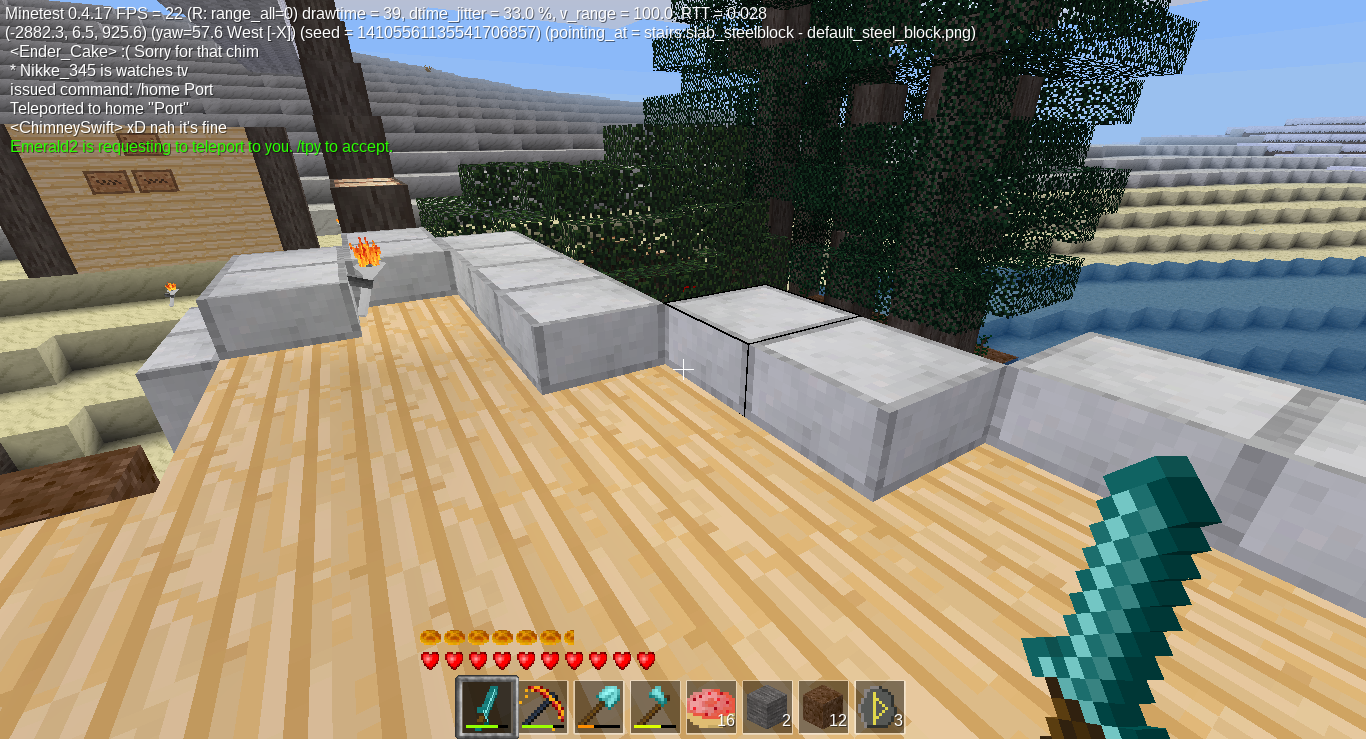 Minetest 0.4.17 FPS = 22 (R: range_all=0) drawtime = 39, dtime_jitter = 33.0 %, v_range = 100.0, RTT = 0.028
(-2882.3, 6.5, 925.6) (yaw=57.6 West [-X]) (seed = 14105561135541706857) (pointing_at = stairs:slab_steelblock - default_steel_block.png)
<Ender_Cake> :( Sorry for that chim
* Nikke_345 is watches tv
issued command: /home Port
Teleported to home "Port"
<ChimneySwift> xD nah it's fine
Emerald2 is requesting to teleport to you. /tpy to accept.
16
2
12
3